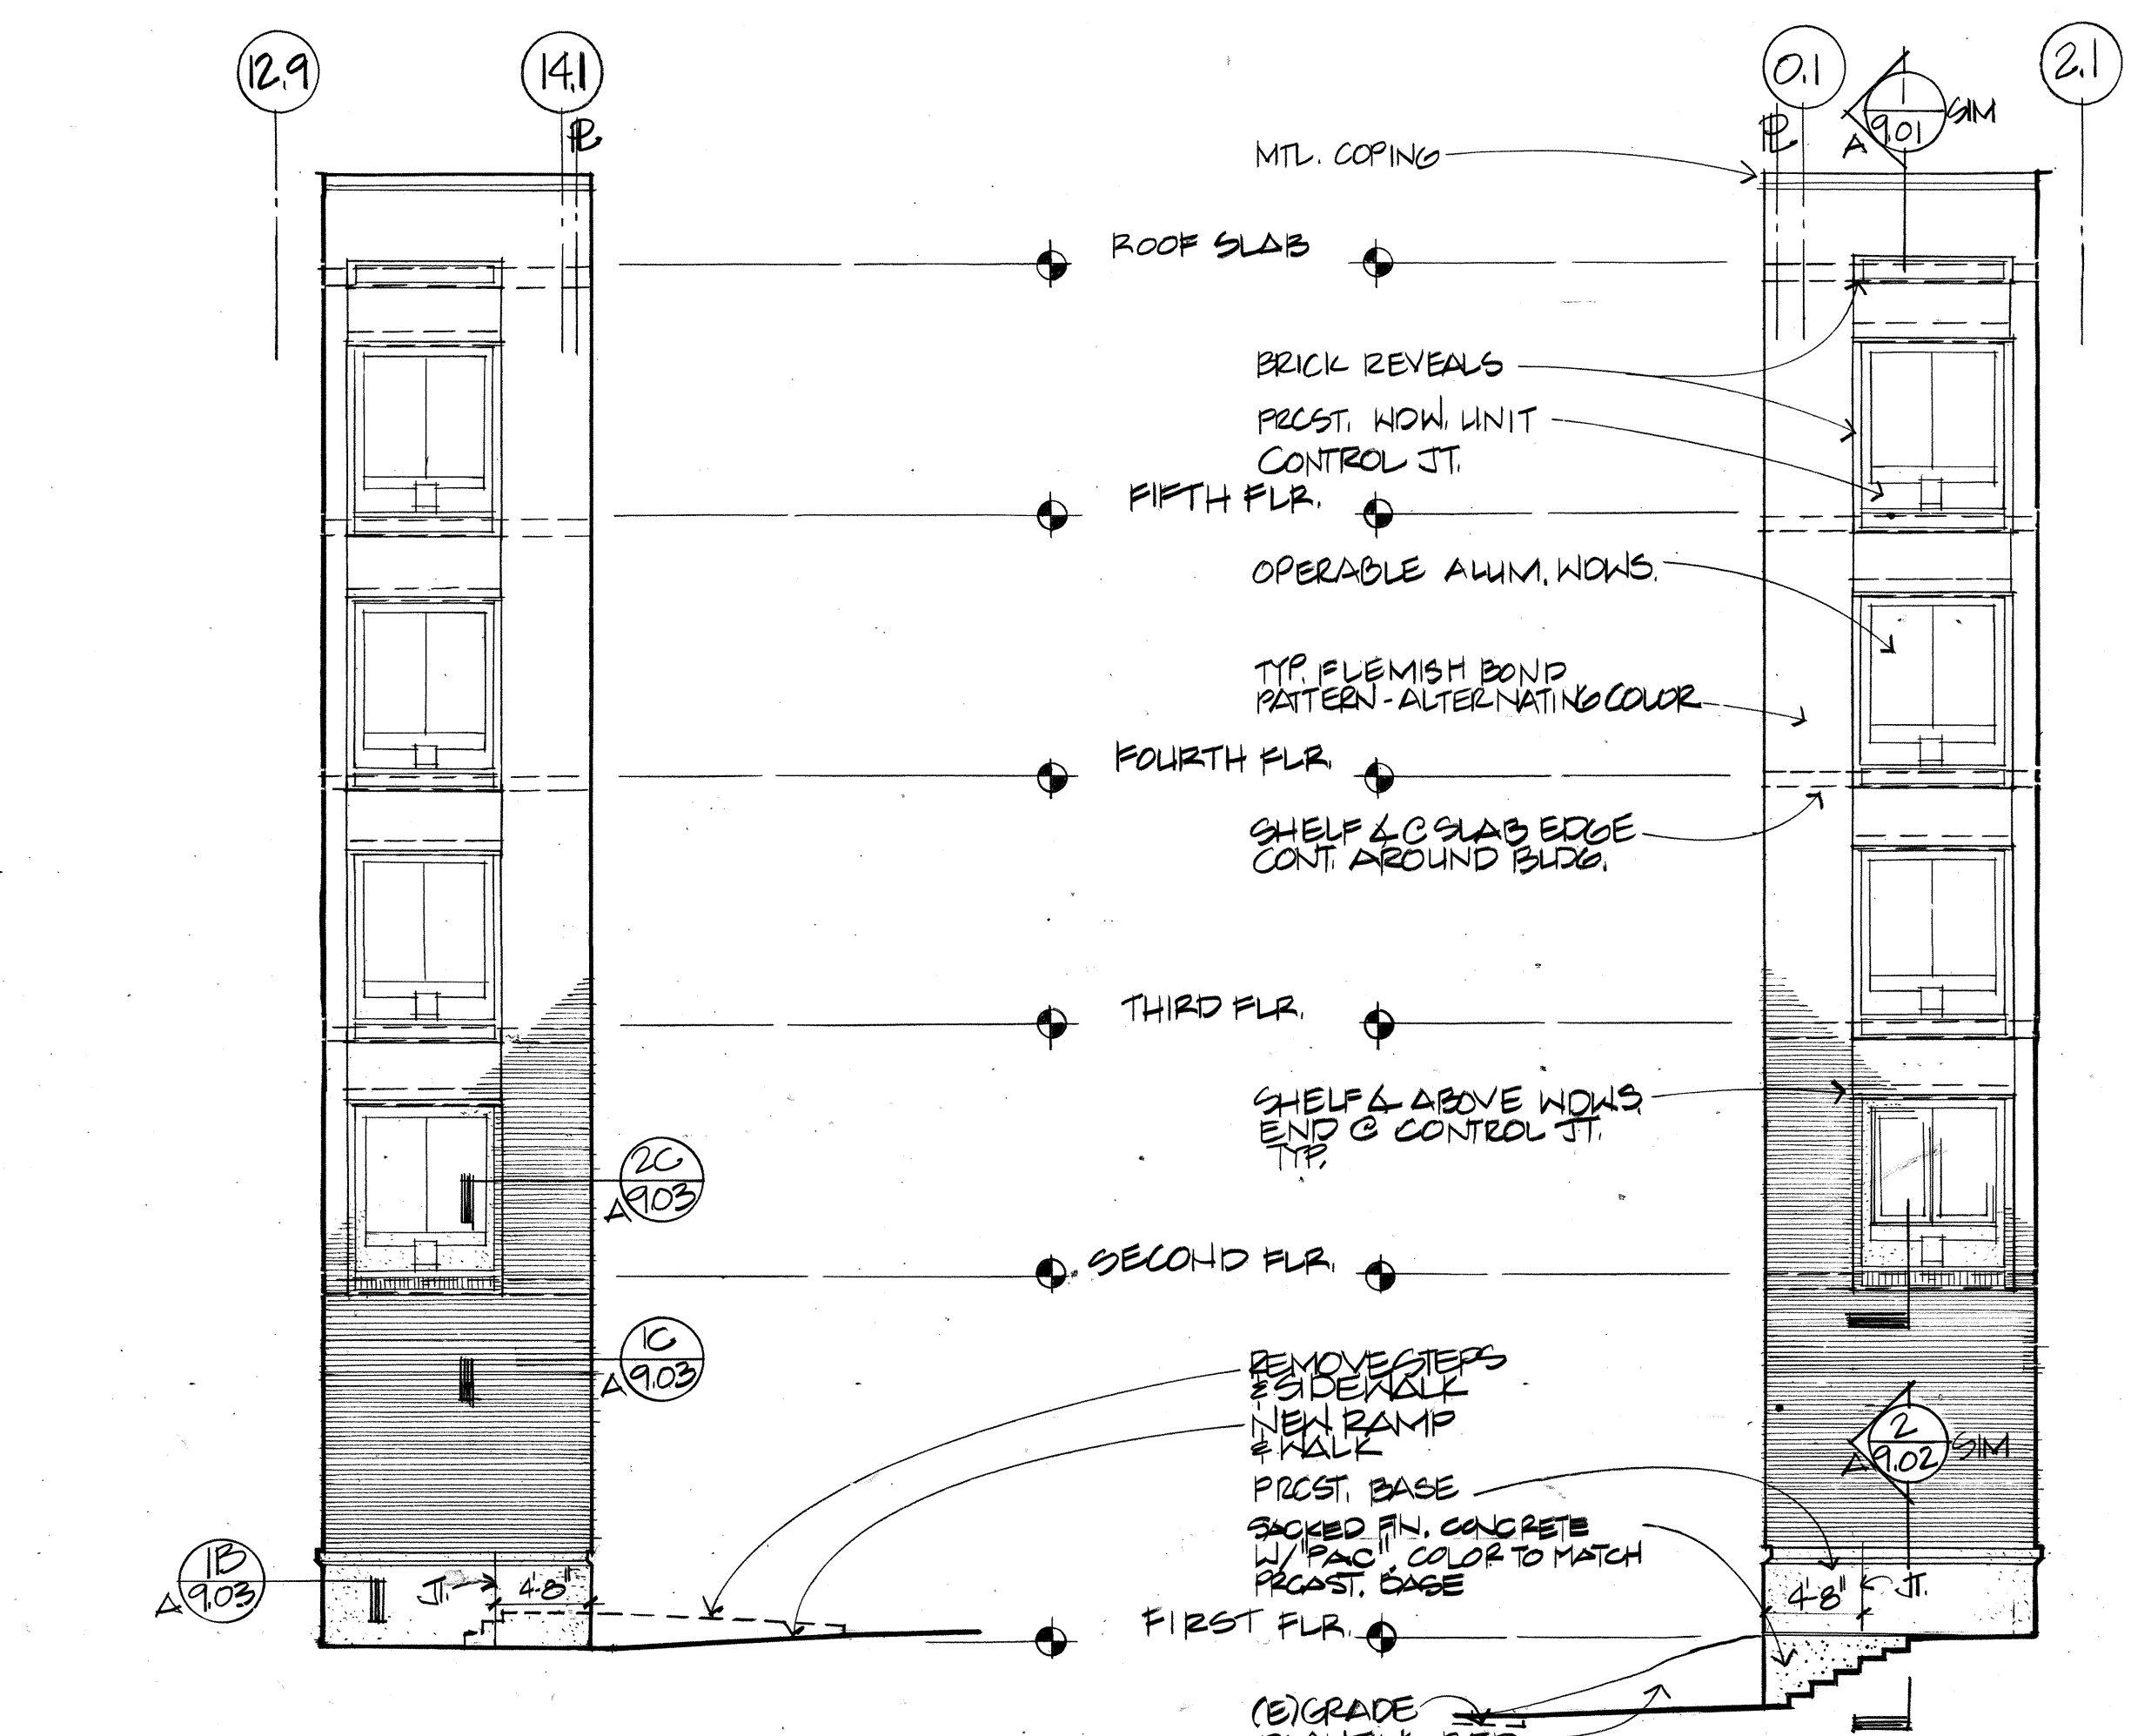 12.9
14.1
0.1
2.1
PL
PL
1
A 9.01 SIM
MTL. COPING
ROOF SLAB
BRICK REVEALS
PRCST. WDW. UNIT
CONTROL JT.
FIFTH FLR.
OPERABLE ALUM. WDWS.
TYP. FLEMISH BOND
PATTERN-ALTERNATING COLOR
FOURTH FLR.
SHELF ∠ @ SLAB EDGE
CONT. AROUND BLDG.
THIRD FLR.
SHELF ∠ ABOVE WDWS.
END @ CONTROL JT.
TYP.
2C
A 9.03
SECOND FLR.
1C
A 9.03
REMOVE STEPS
& SIDEWALK
NEW RAMP
& WALK
2
A 9.02 SIM
PRCST. BASE
SACKED FIN. CONCRETE
W/"PAC" COLOR TO MATCH
PRCAST. BASE
1B
A 9.03
JT.
4'-8"
4'-8"
JT.
FIRST FLR.
(E) GRADE